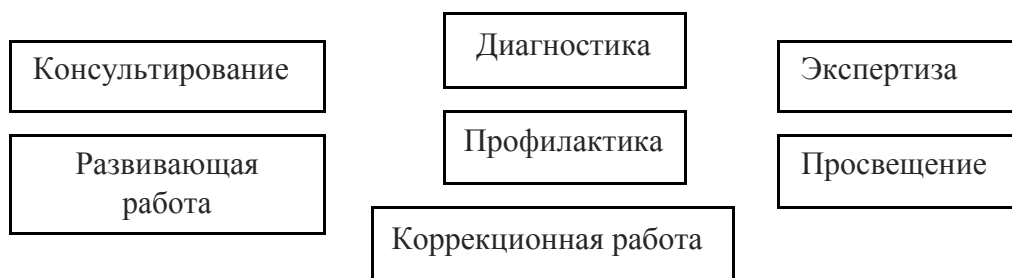 Диагностика
Консультирование
Экспертиза
Профилактика
Развивающая
работа
Просвещение
Коррекционная работа